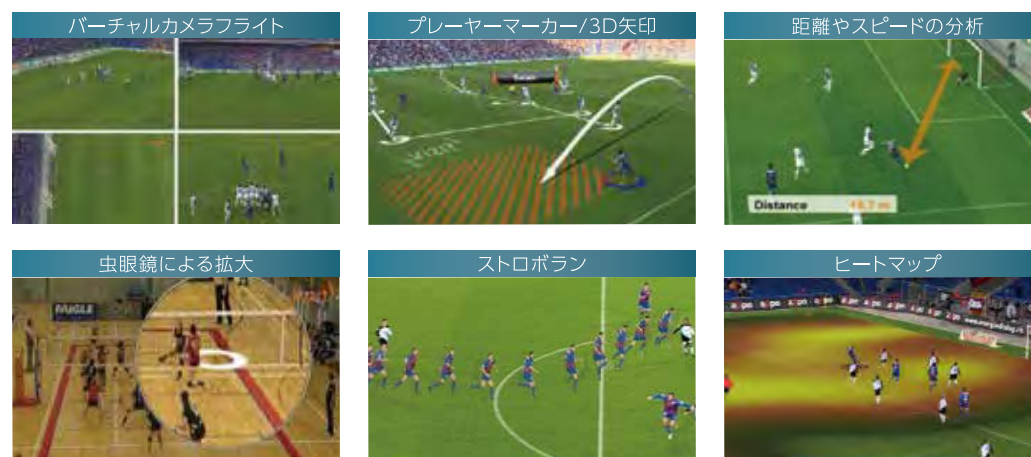 バーチャルカメラフライト
プレーヤーマーカー/3D矢印
距離やスピードの分析
Distance
虫眼鏡による拡大
ストロボラン
ヒートマップ